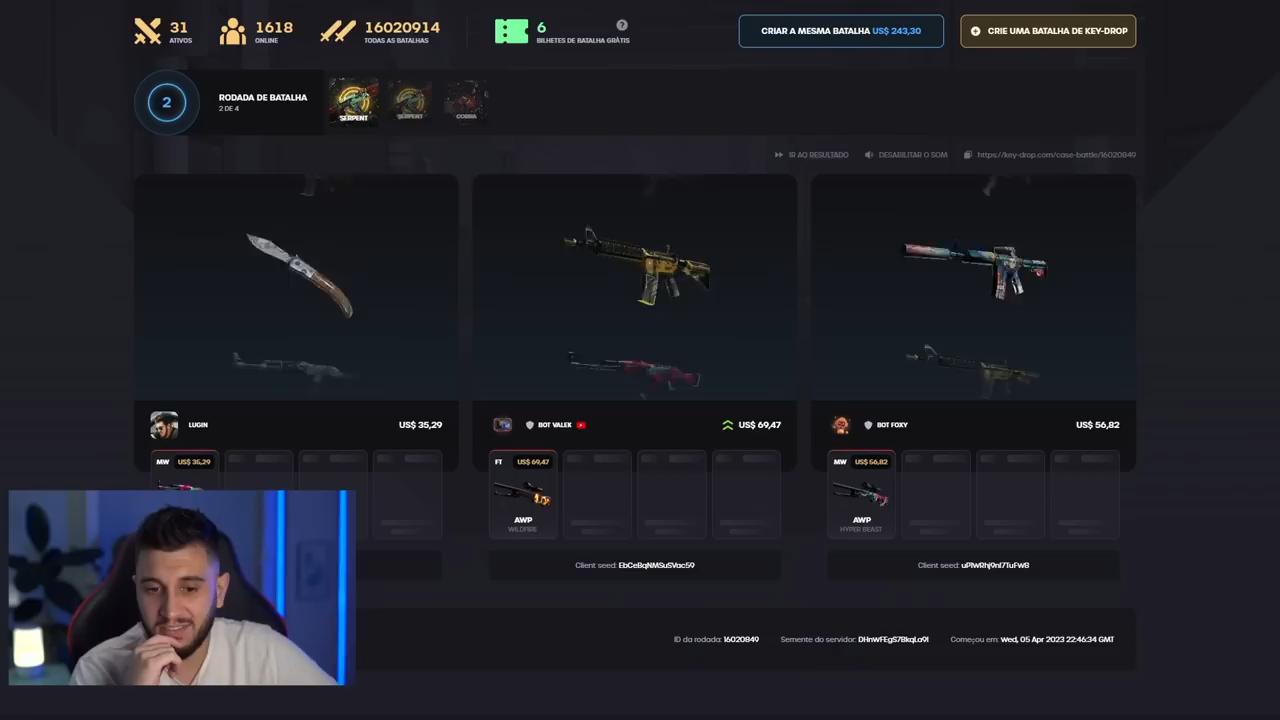 31
ATIVOS
1618
ONLINE
16020914
TODAS AS BATALHAS
6
BILHETES DE BATALHA GRÁTIS
?
CRIAR A MESMA BATALHA US$ 243,30
CRIE UMA BATALHA DE KEY-DROP
2
RODADA DE BATALHA
2 DE 4
SERPENT
SERPENT
COBRA
IR AO RESULTADO
DESABILITAR O SOM
https://key-drop.com/case-battle/16020849
LUGIN
US$ 35,29
BOT VALEK
US$ 69,47
BOT FOXY
US$ 56,82
MW
US$ 35,29
FT
US$ 69,47
AWP
WILDFIRE
MW
US$ 56,82
AWP
HYPER BEAST
Client seed: EbCeBqNMSuSVac59
Client seed: uPlWRhj9nI7TuFW8
ID da rodada: 16020849
Semente do servidor: DHnWFEgS7BkqLa9I
Começou em: Wed, 05 Apr 2023 22:46:34 GMT